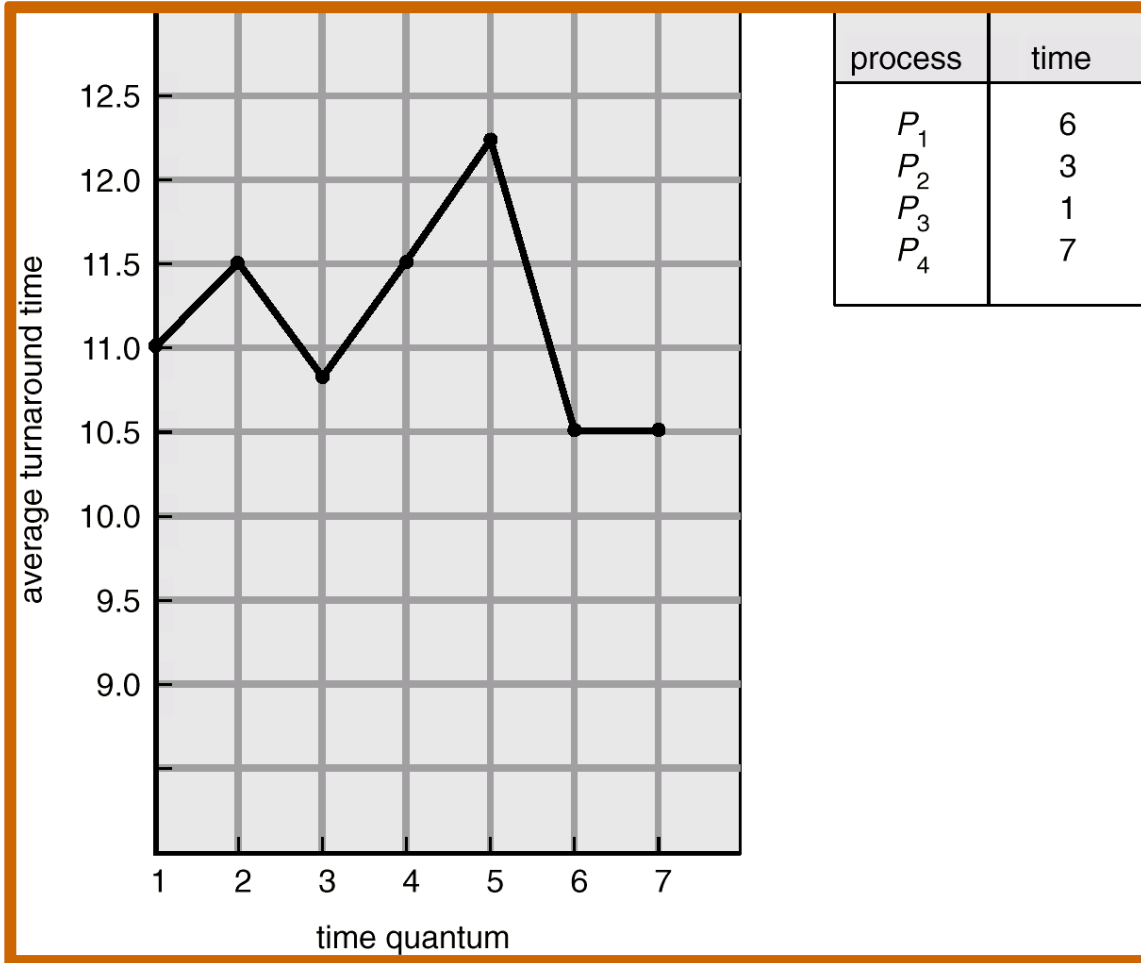 process time
P1 6
P2 3
P3 1
P4 7
average turnaround time
12.5
12.0
11.5
11.0
10.5
10.0
9.5
9.0
1 2 3 4 5 6 7
time quantum